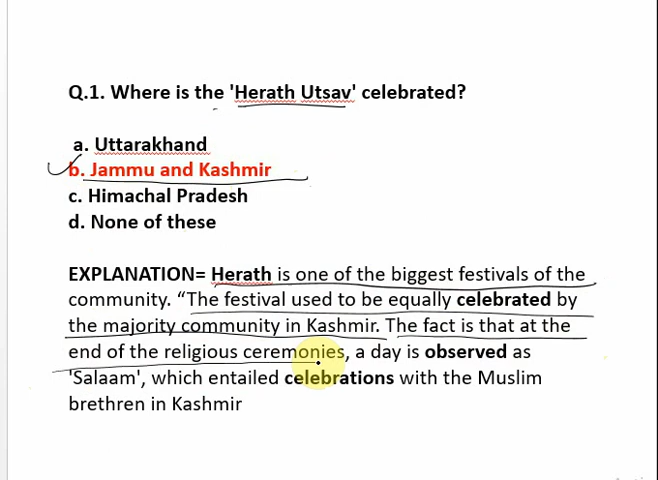 Q.1. Where is the 'Herath Utsav' celebrated?
a. Uttarakhand
b. Jammu and Kashmir
c. Himachal Pradesh
d. None of these
EXPLANATION= Herath is one of the biggest festivals of the
community. “The festival used to be equally celebrated by
the majority community in Kashmir. The fact is that at the
end of the religious ceremonies, a day is observed as
'Salaam', which entailed celebrations with the Muslim
brethren in Kashmir